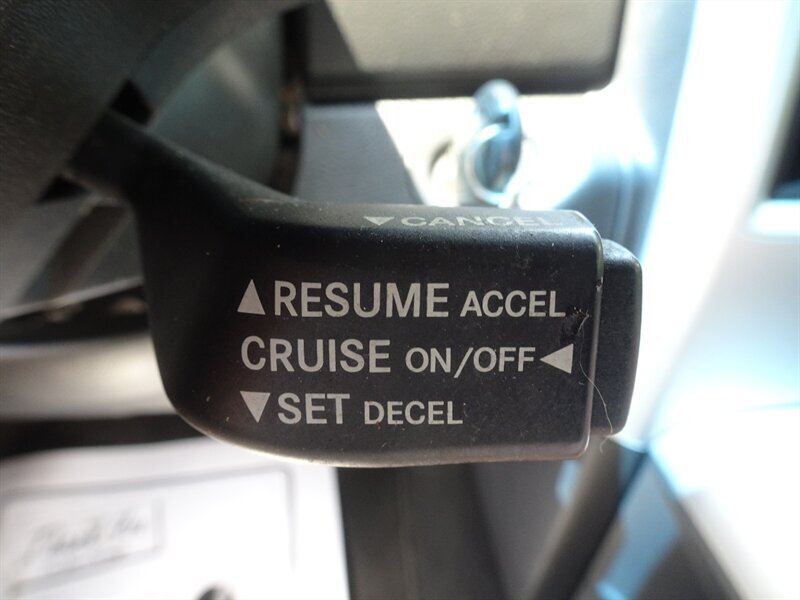 ▼CANCEL
▲RESUME ACCEL
CRUISE ON/OFF◀
▼SET DECEL